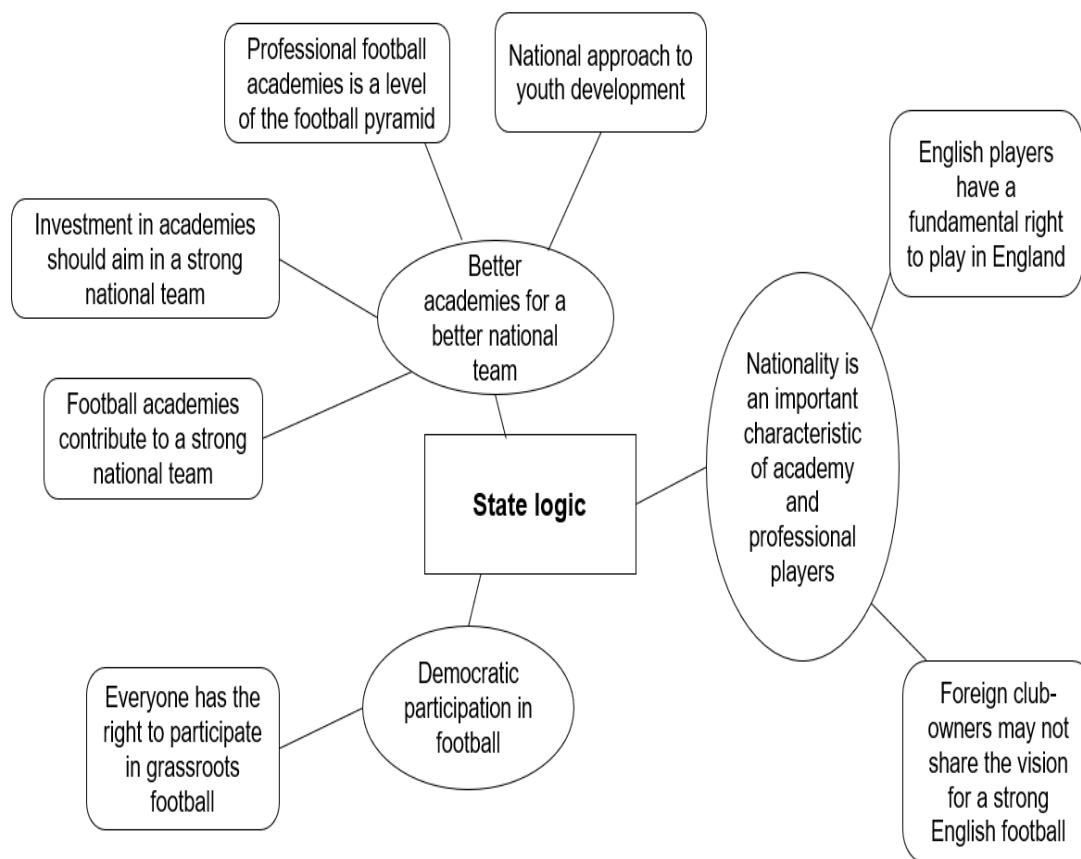 Professional football
academies is a level
of the football pyramid
National approach to
youth development
English players
have a
fundamental right
to play in England
Investment in academies
should aim in a strong
national team
Better
academies for a
better national
team
Football academies
contribute to a strong
national team
Nationality is
an important
characteristic
of academy
and
professional
players
State logic
Democratic
participation in
football
Everyone has the
right to participate
in grassroots
football
Foreign club-
owners may not
share the vision
for a strong
English football